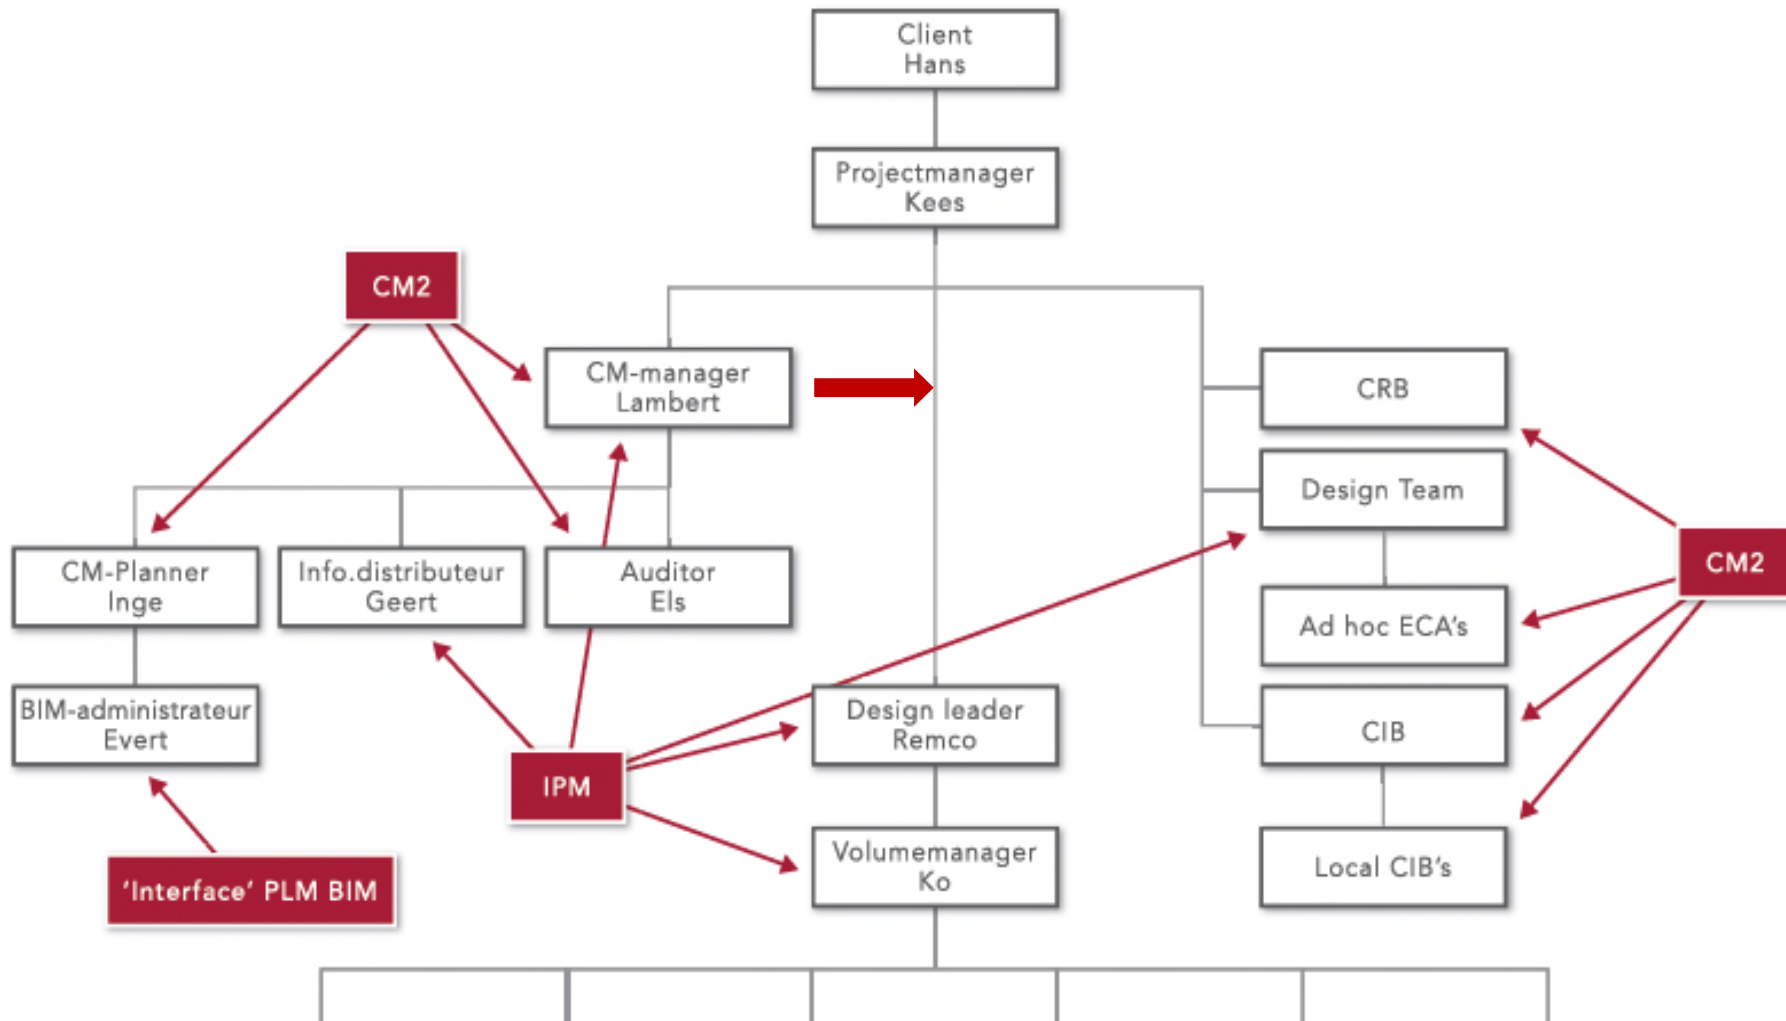 Client
Hans
Projectmanager
Kees
CM2
CM-manager
Lambert
CRB
Design Team
CM2
CM-Planner
Inge
Info.distributeur
Geert
Auditor
Els
Ad hoc ECA's
BIM-administrateur
Evert
Design leader
Remco
CIB
IPM
Volumemanager
Ko
Local CIB's
'Interface' PLM BIM